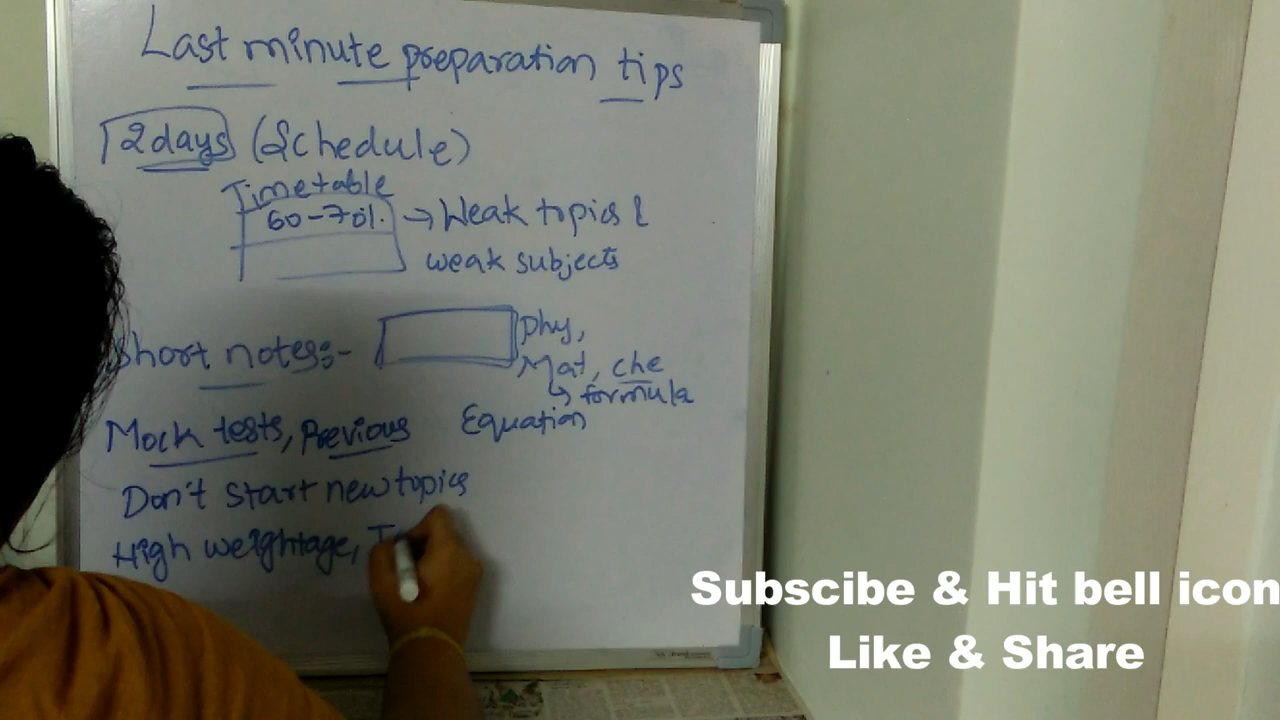 Last minute preparation tips
2days (Schedule)
Timetable
60-70%. → Weak topics &
weak subjects
Short notes:-
Phy,
Mat, che
↳ formula
Equation
Mock tests, Previous
Don't start new topics
High weightage,
Subscibe & Hit bell icon
Like & Share